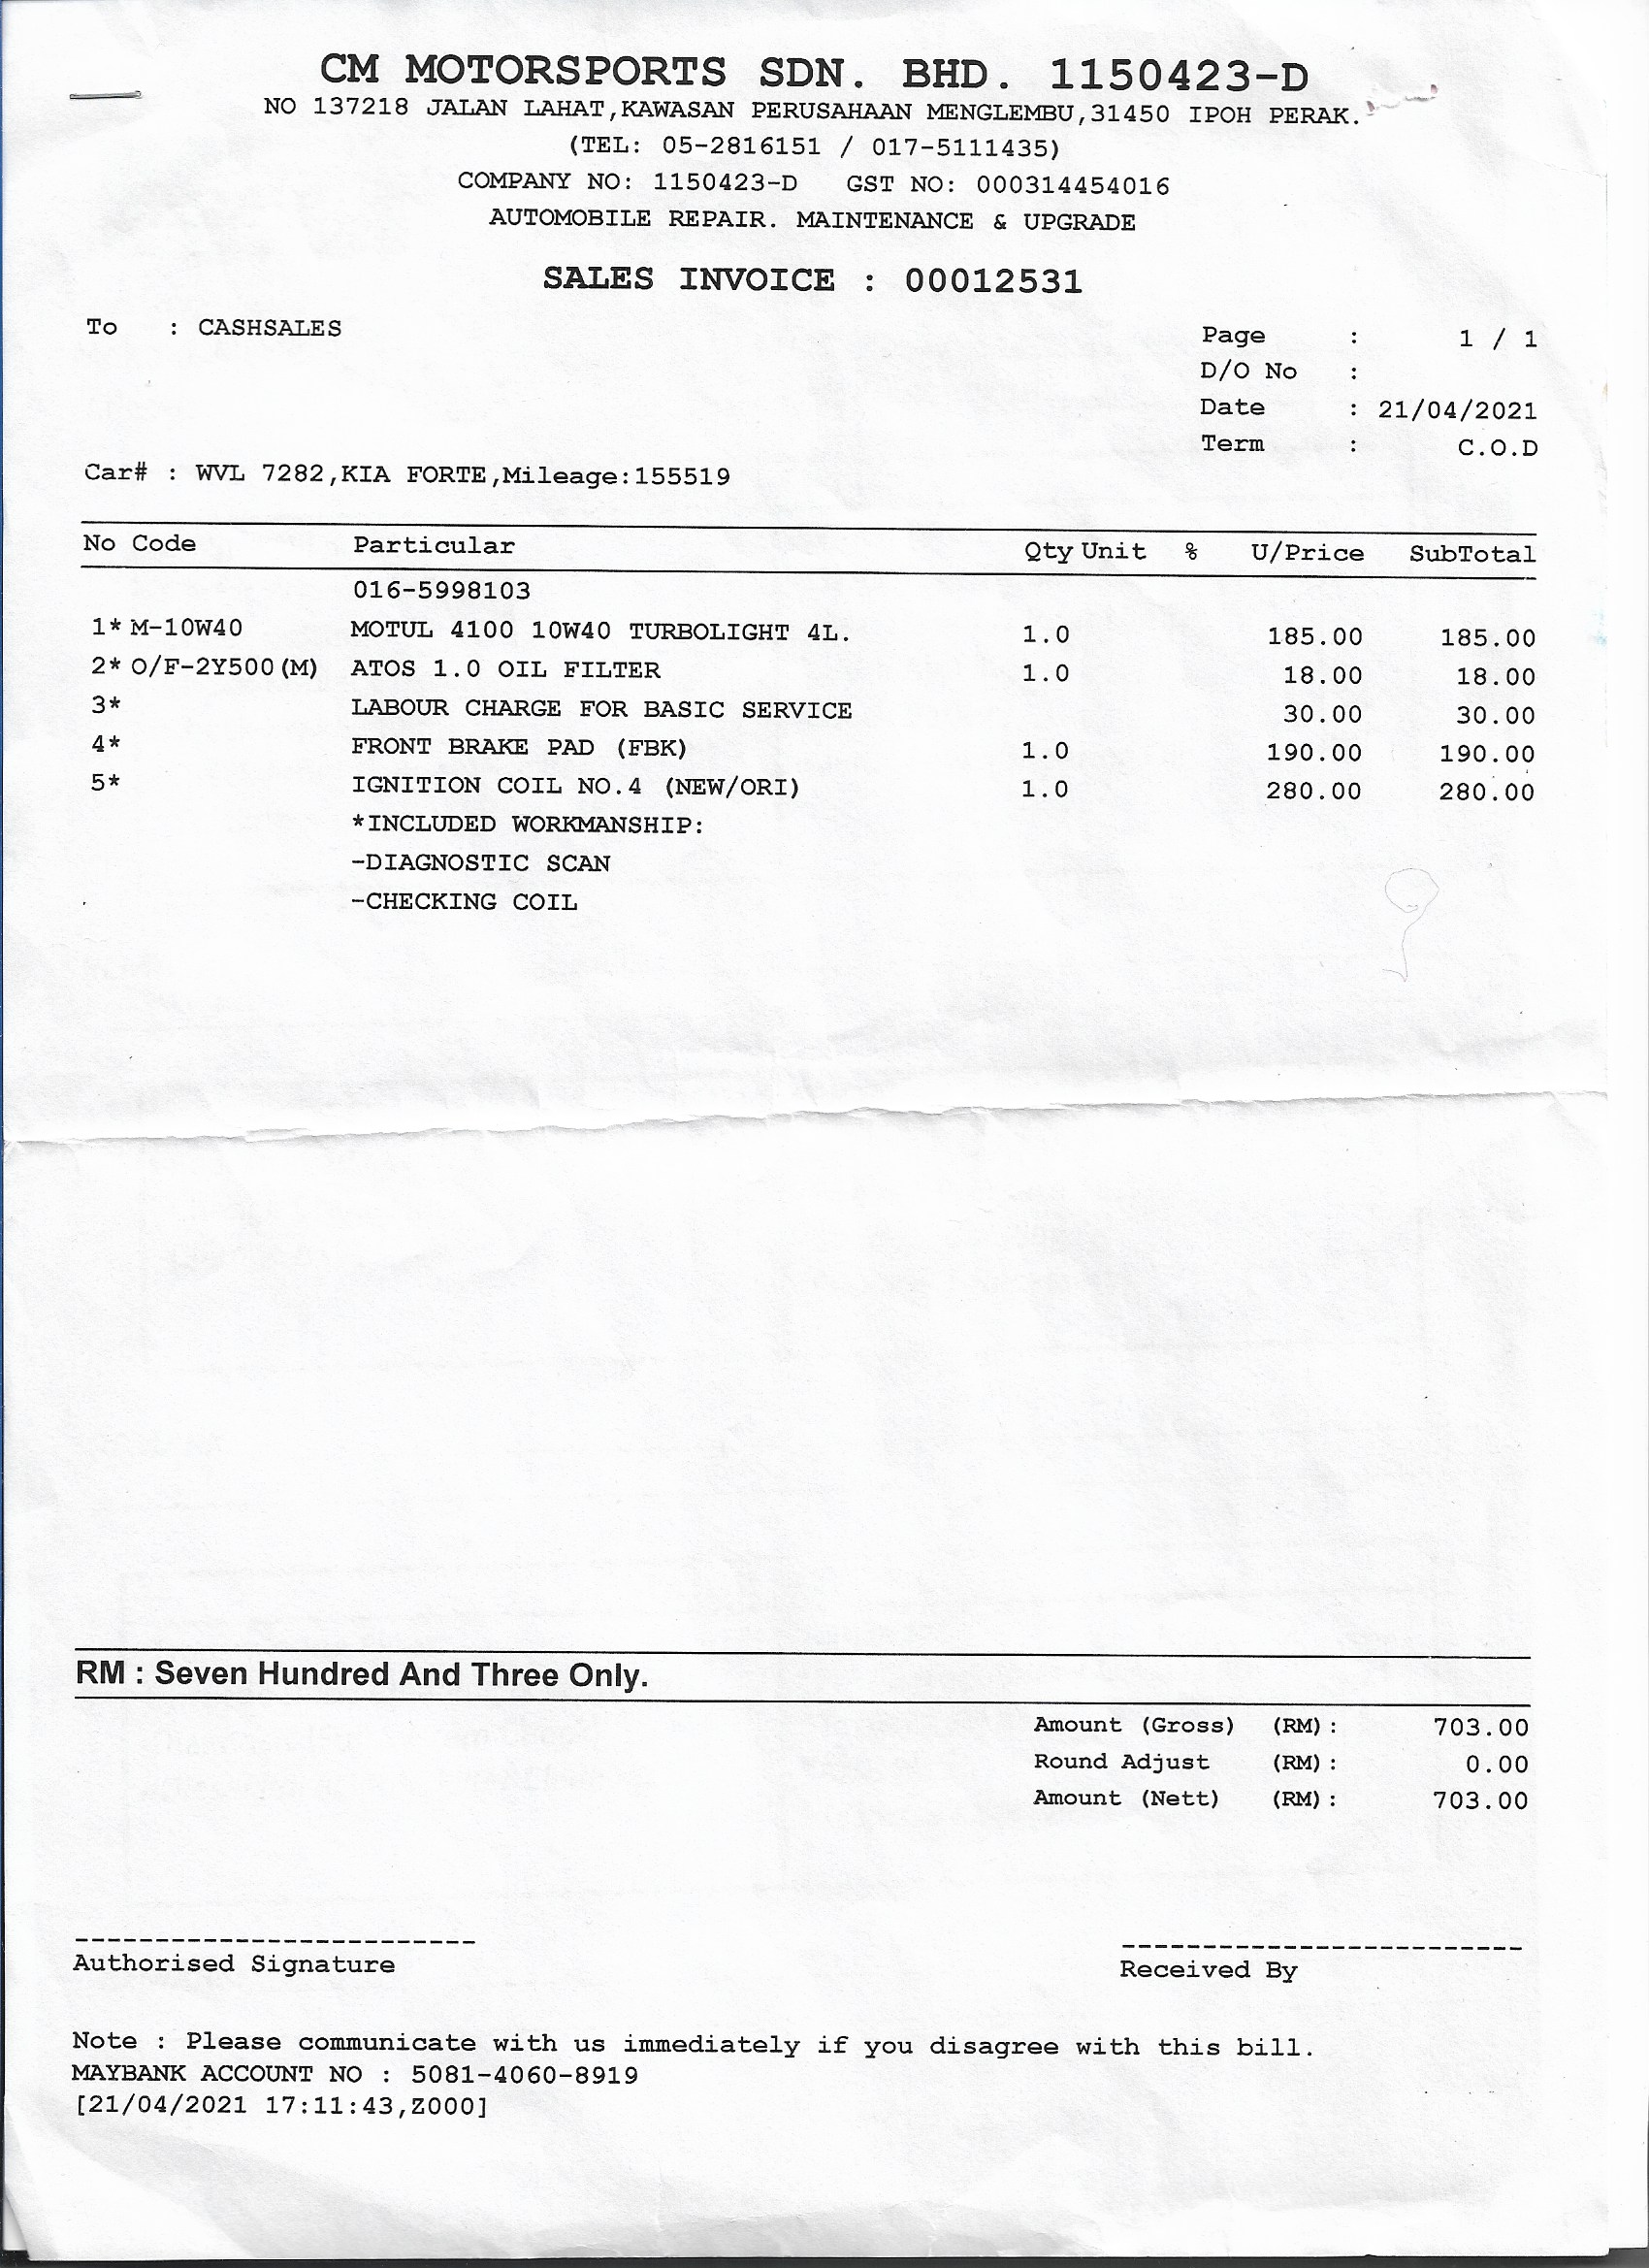 CM MOTORSPORTS SDN. BHD. 1150423-D
NO 137218 JALAN LAHAT,KAWASAN PERUSAHAAN MENGLEMBU,31450 IPOH PERAK.
(TEL: 05-2816151 / 017-5111435)
COMPANY NO: 1150423-D GST NO: 000314454016
AUTOMOBILE REPAIR. MAINTENANCE & UPGRADE
SALES INVOICE : 00012531
To : CASHSALES
Page : 1 / 1
D/O No :
Date : 21/04/2021
Term : C.O.D
Car# : WVL 7282,KIA FORTE,Mileage:155519
No Code Particular Qty Unit % U/Price SubTotal
016-5998103
1* M-10W40 MOTUL 4100 10W40 TURBOLIGHT 4L. 1.0 185.00 185.00
2* O/F-2Y500(M) ATOS 1.0 OIL FILTER 1.0 18.00 18.00
3* LABOUR CHARGE FOR BASIC SERVICE 30.00 30.00
4* FRONT BRAKE PAD (FBK) 1.0 190.00 190.00
5* IGNITION COIL NO.4 (NEW/ORI) 1.0 280.00 280.00
*INCLUDED WORKMANSHIP:
-DIAGNOSTIC SCAN
-CHECKING COIL
RM : Seven Hundred And Three Only.
Amount (Gross) (RM): 703.00
Round Adjust (RM): 0.00
Amount (Nett) (RM): 703.00
Authorised Signature
Received By
Note : Please communicate with us immediately if you disagree with this bill.
MAYBANK ACCOUNT NO : 5081-4060-8919
[21/04/2021 17:11:43,Z000]